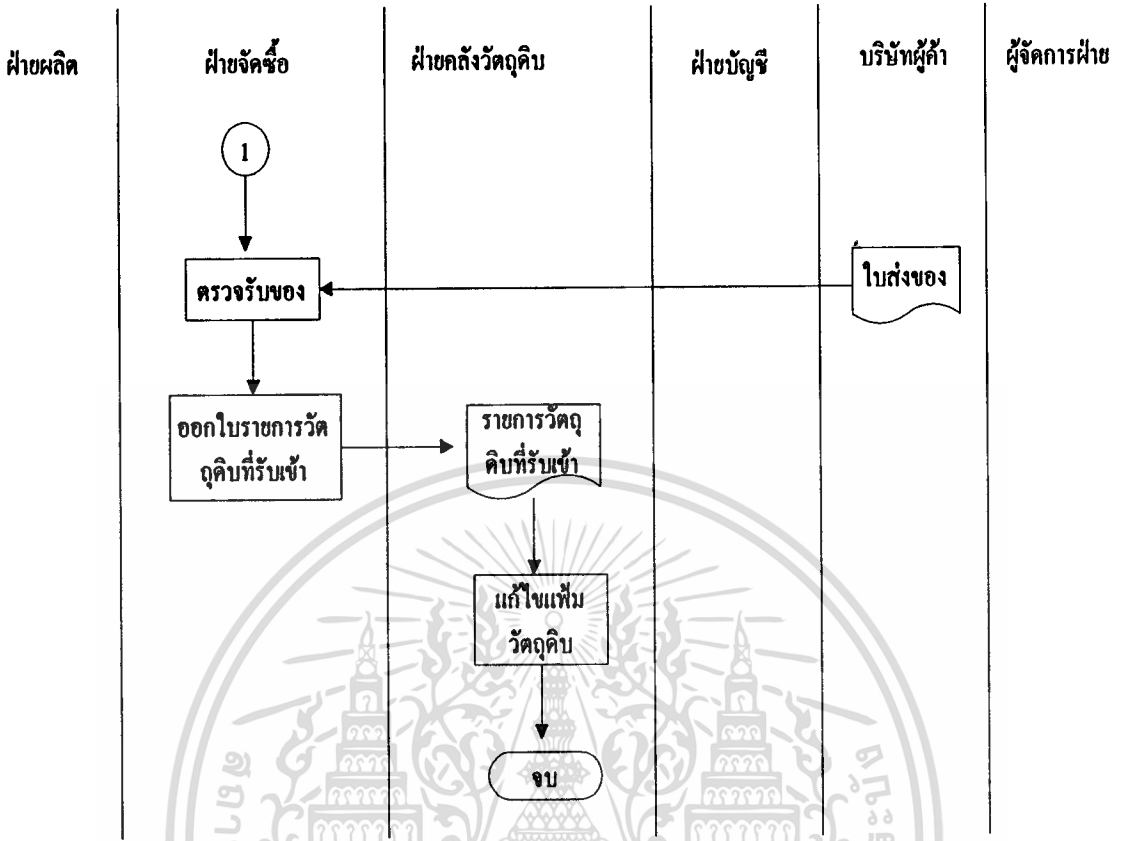 ฝ่ายผลิต ฝ่ายจัดซื้อ ฝ่ายคลังวัตถุดิบ ฝ่ายบัญชี บริษัทผู้ค้า ผู้จัดการฝ่าย
1
ตรวจรับของ
ใบส่งของ
ออกใบรายการวัต
ถุดิบที่รับเข้า
รายการวัตถุ
ดิบที่รับเข้า
แก้ไขแฟ้ม
วัตถุดิบ
จบ